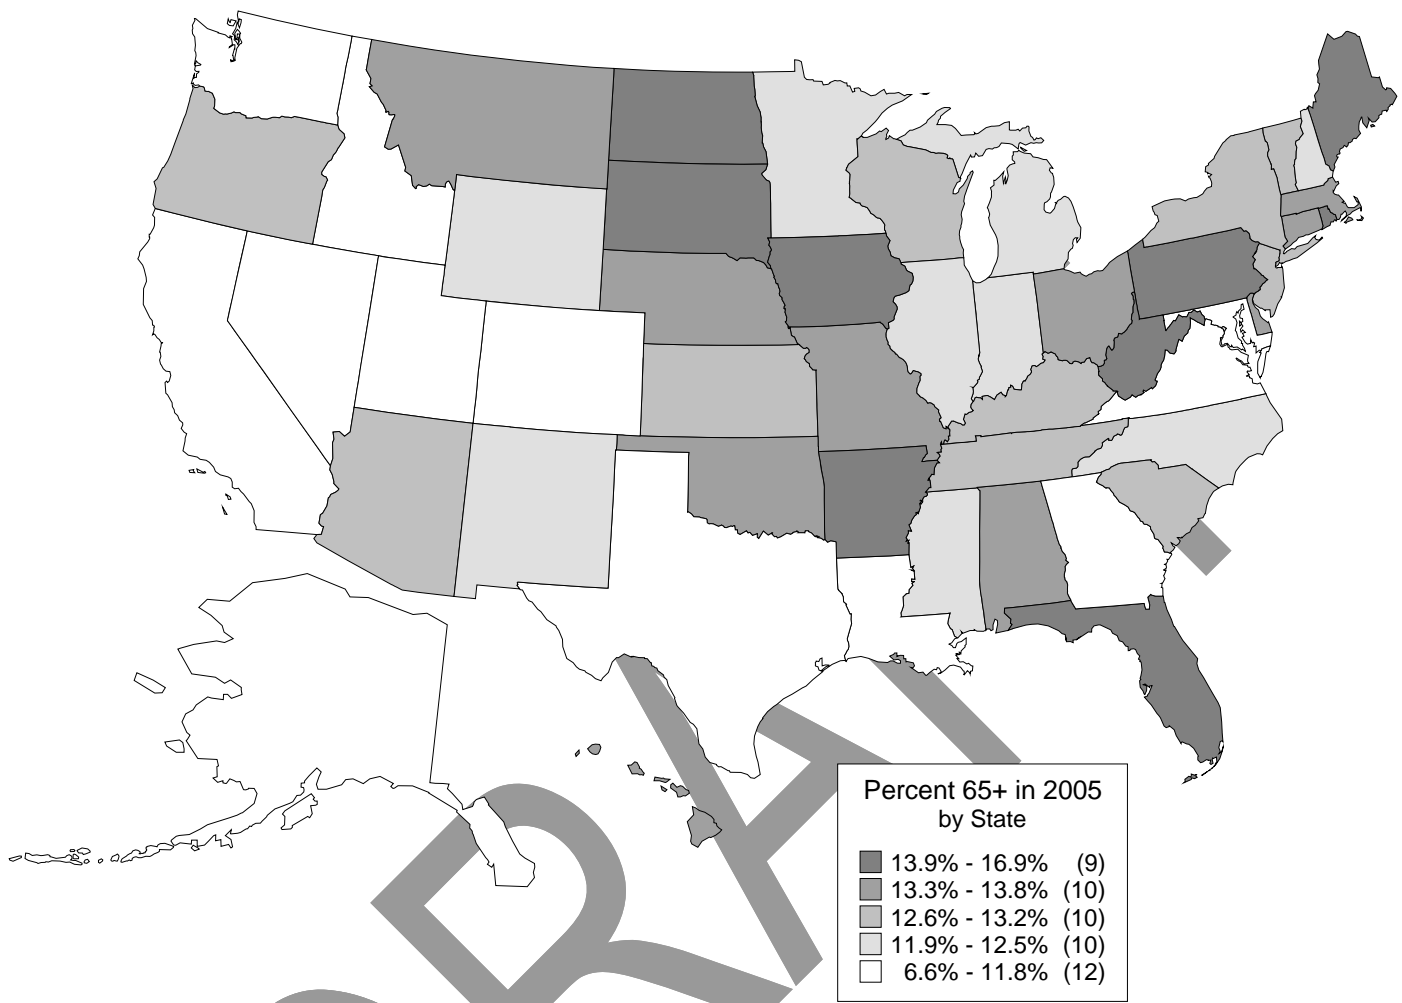 Percent 65+ in 2005
by State
13.9% - 16.9% (9)
13.3% - 13.8% (10)
12.6% - 13.2% (10)
11.9% - 12.5% (10)
6.6% - 11.8% (12)